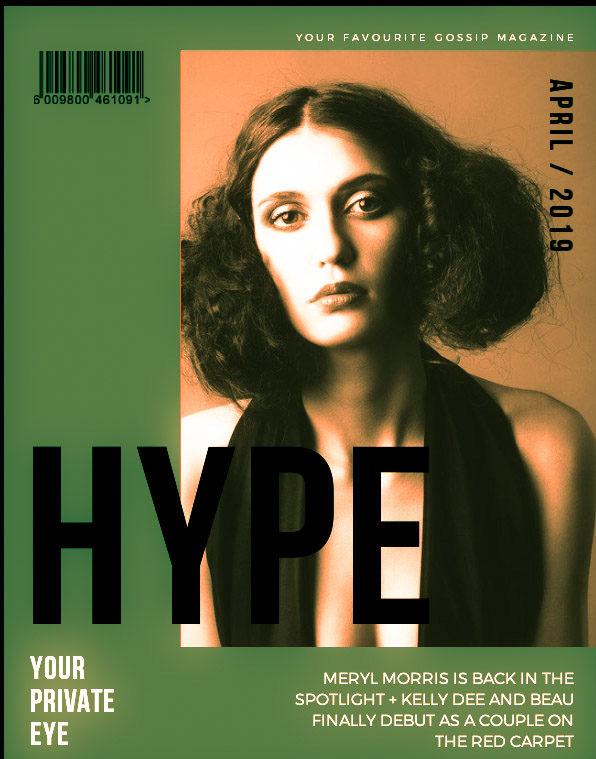 YOUR FAVOURITE GOSSIP MAGAZINE
6 009800 461091 >
APRIL / 2019
HYPE
YOUR
PRIVATE
EYE
MERYL MORRIS IS BACK IN THE
SPOTLIGHT + KELLY DEE AND BEAU
FINALLY DEBUT AS A COUPLE ON
THE RED CARPET